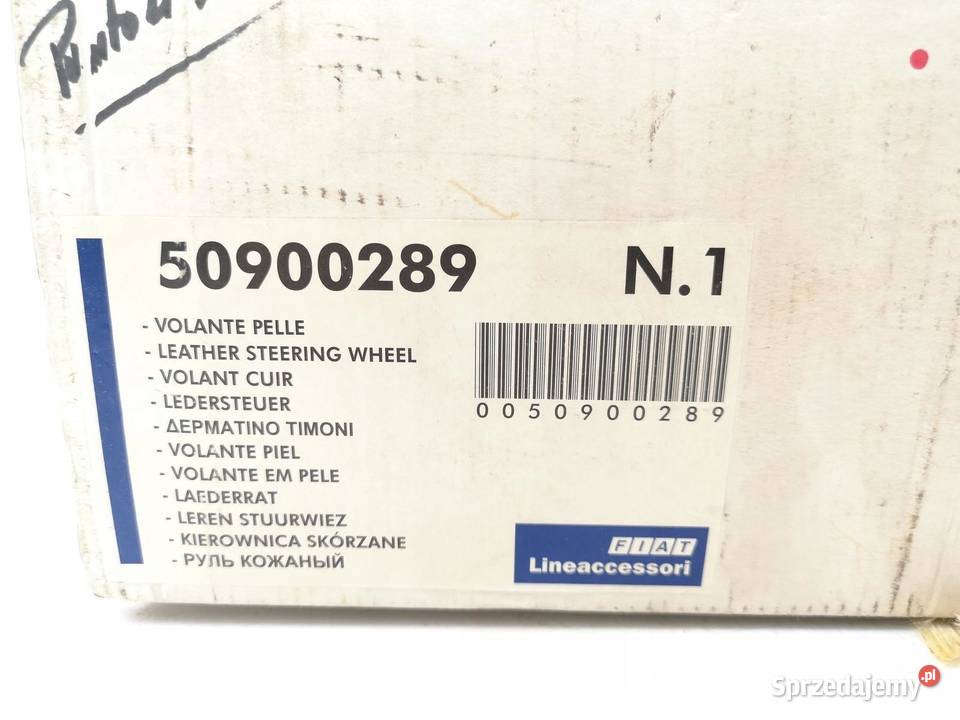 Punto
50900289 N.1
- VOLANTE PELLE
- LEATHER STEERING WHEEL
- VOLANT CUIR
- LEDERSTEUER
- ΔΕΡΜΑΤΙΝΟ ΤΙΜΟΝΙ
- VOLANTE PIEL
- VOLANTE EM PELE
- LAEDERRAT
- LEREN STUURWIEZ
- KIEROWNICA SKÓRZANE
- РУЛЬ КОЖАНЫЙ
0050900289
FIAT
Lineaccessori
Sprzedajemy.pl